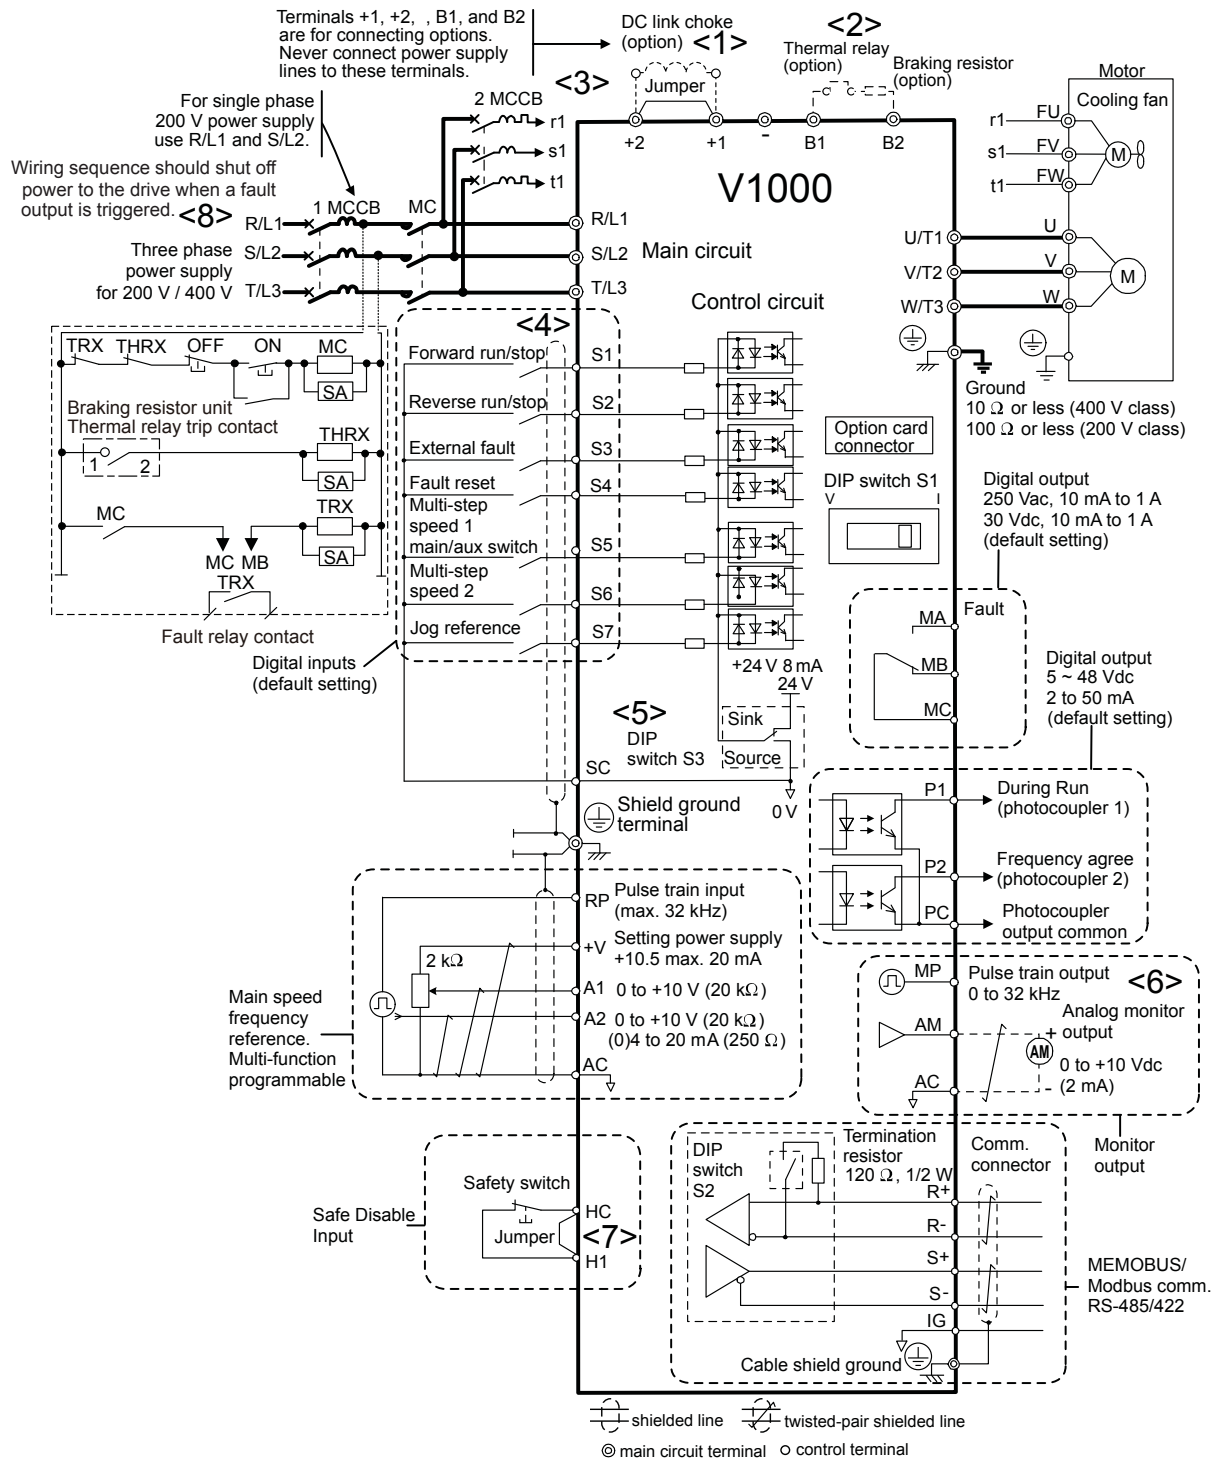 Terminals +1, +2, , B1, and B2
are for connecting options.
Never connect power supply
lines to these terminals.
DC link choke
(option) <1>
Jumper
<2>
Thermal relay
(option)
Braking resistor
(option)
Motor
Cooling fan
<3>
2 MCCB
r1
s1
t1
+2
+1
-
B1
B2
r1
FU
s1
FV
t1
FW
M
For single phase
200 V power supply
use R/L1 and S/L2.
Wiring sequence should shut off
power to the drive when a fault
output is triggered. <8>
1 MCCB
MC
V1000
R/L1
R/L1
Three phase
power supply
for 200 V / 400 V
S/L2
S/L2
T/L3
T/L3
Main circuit
U/T1
U
V/T2
V
W/T3
W
M
Control circuit
Ground
10 Ω or less (400 V class)
100 Ω or less (200 V class)
TRX
THRX
OFF
ON
MC
SA
Braking resistor unit
Thermal relay trip contact
1
2
THRX
SA
MC
TRX
SA
MC MB
TRX
Fault relay contact
<4>
Forward run/stop
S1
Reverse run/stop
S2
External fault
S3
Fault reset
S4
Multi-step
speed 1
main/aux switch
S5
Multi-step
speed 2
S6
Jog reference
S7
Digital inputs
(default setting)
Option card
connector
DIP switch S1
V
I
Digital output
250 Vac, 10 mA to 1 A
30 Vdc, 10 mA to 1 A
(default setting)
Fault
MA
MB
MC
+24 V 8 mA
24 V
<5>
DIP
switch S3
Sink
Source
SC
0 V
Digital output
5 ~ 48 Vdc
2 to 50 mA
(default setting)
Shield ground
terminal
P1
During Run
(photocoupler 1)
P2
Frequency agree
(photocoupler 2)
PC
Photocoupler
output common
Main speed
frequency
reference.
Multi-function
programmable
RP
Pulse train input
(max. 32 kHz)
+V
Setting power supply
+10.5 max. 20 mA
2 kΩ
A1
0 to +10 V (20 kΩ)
A2
0 to +10 V (20 kΩ)
(0)4 to 20 mA (250 Ω)
AC
MP
Pulse train output
0 to 32 kHz
<6>
AM
Analog monitor
output
+
AM
0 to +10 Vdc
(2 mA)
AC
-
Monitor
output
Safe Disable
Input
Safety switch
HC
Jumper
<7>
H1
DIP
switch
S2
Termination
resistor
120 Ω, 1/2 W
Comm.
connector
R+
R-
S+
S-
IG
Cable shield ground
MEMOBUS/
Modbus comm.
RS-485/422
shielded line
twisted-pair shielded line
main circuit terminal
control terminal